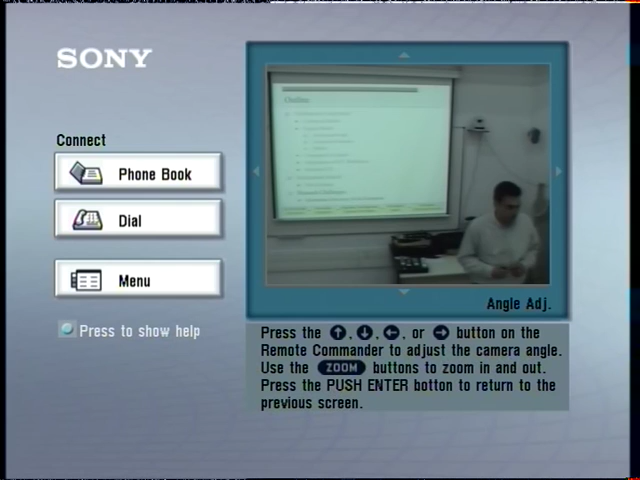 SONY
Connect
Phone Book
Dial
Menu
Press to show help
Outline
Angle Adj.
Press the , , , or button on the
Remote Commander to adjust the camera angle.
Use the ZOOM buttons to zoom in and out.
Press the PUSH ENTER botton to return to the
previous screen.